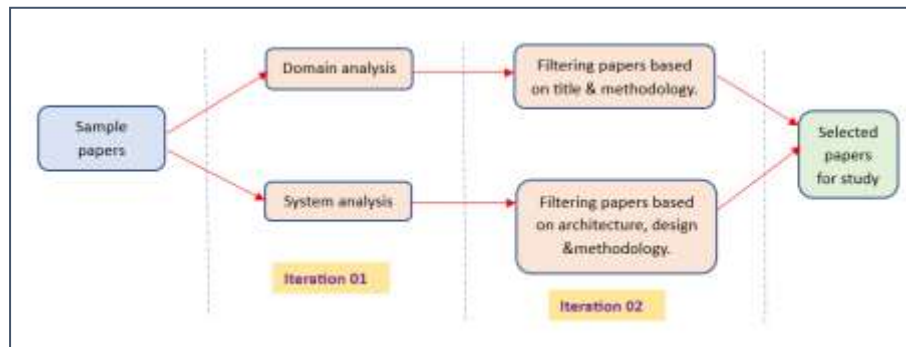 Sample
papers
Domain analysis
System analysis
Iteration 01
Filtering papers based
on title & methodology.
Filtering papers based
on architecture, design
&methodology.
Iteration 02
Selected
papers
for study